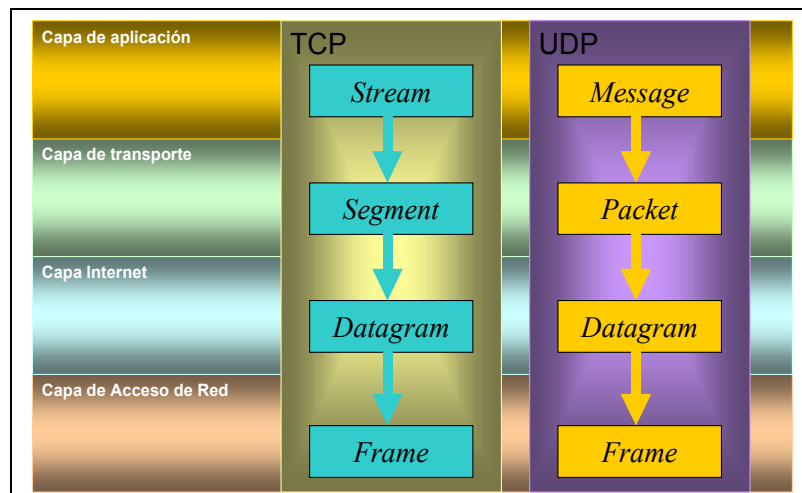 Capa de aplicación
TCP
UDP
Stream
Message
Capa de transporte
Segment
Packet
Capa Internet
Datagram
Datagram
Capa de Acceso de Red
Frame
Frame